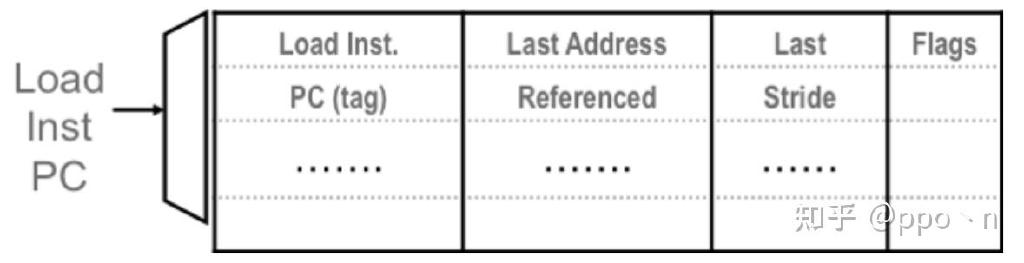 Load
Inst
PC
Load Inst. Last Address Last Flags
PC (tag) Referenced Stride
....... ....... ......
知乎 @ppo丶n